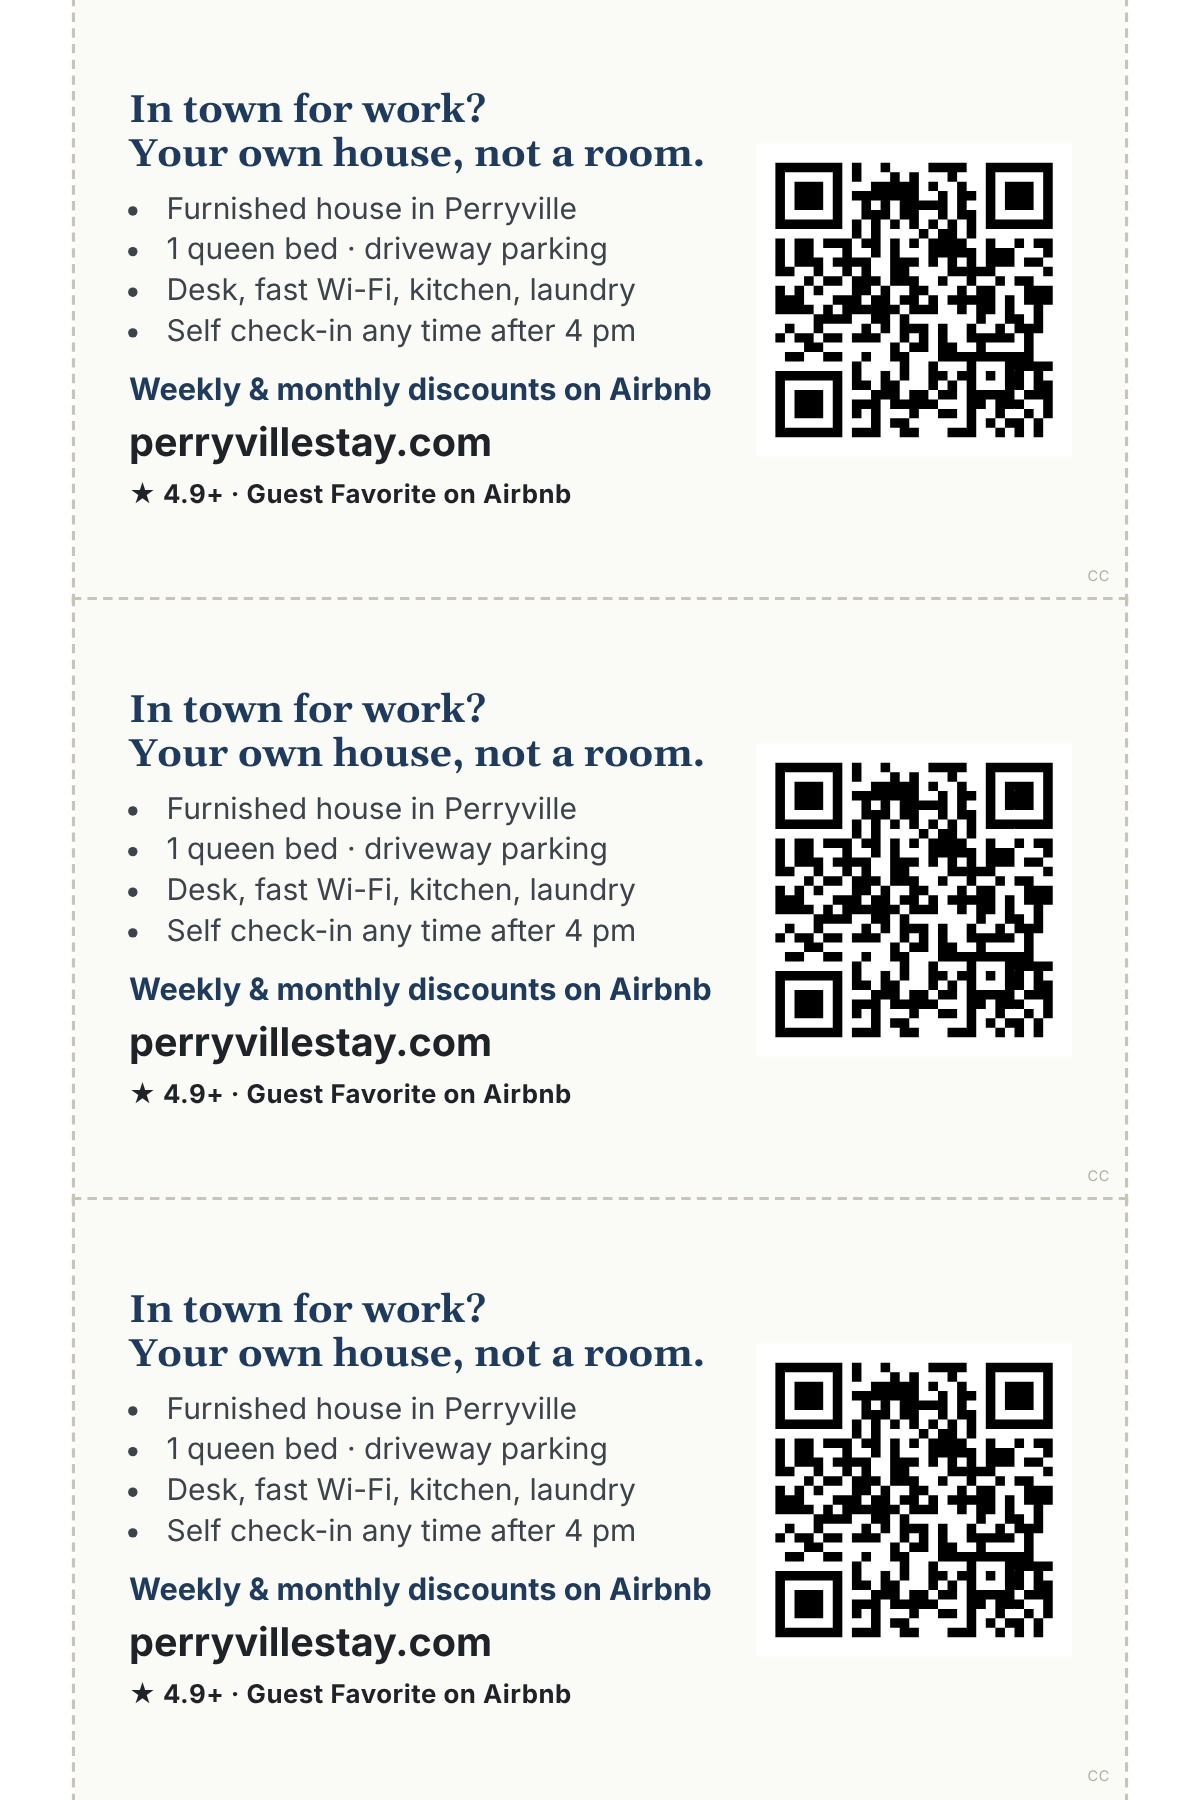 In town for work?
Your own house, not a room.
• Furnished house in Perryville
• 1 queen bed · driveway parking
• Desk, fast Wi-Fi, kitchen, laundry
• Self check-in any time after 4 pm
Weekly & monthly discounts on Airbnb
perryvillestay.com
★ 4.9+ · Guest Favorite on Airbnb
CC
In town for work?
Your own house, not a room.
• Furnished house in Perryville
• 1 queen bed · driveway parking
• Desk, fast Wi-Fi, kitchen, laundry
• Self check-in any time after 4 pm
Weekly & monthly discounts on Airbnb
perryvillestay.com
★ 4.9+ · Guest Favorite on Airbnb
CC
In town for work?
Your own house, not a room.
• Furnished house in Perryville
• 1 queen bed · driveway parking
• Desk, fast Wi-Fi, kitchen, laundry
• Self check-in any time after 4 pm
Weekly & monthly discounts on Airbnb
perryvillestay.com
★ 4.9+ · Guest Favorite on Airbnb
CC